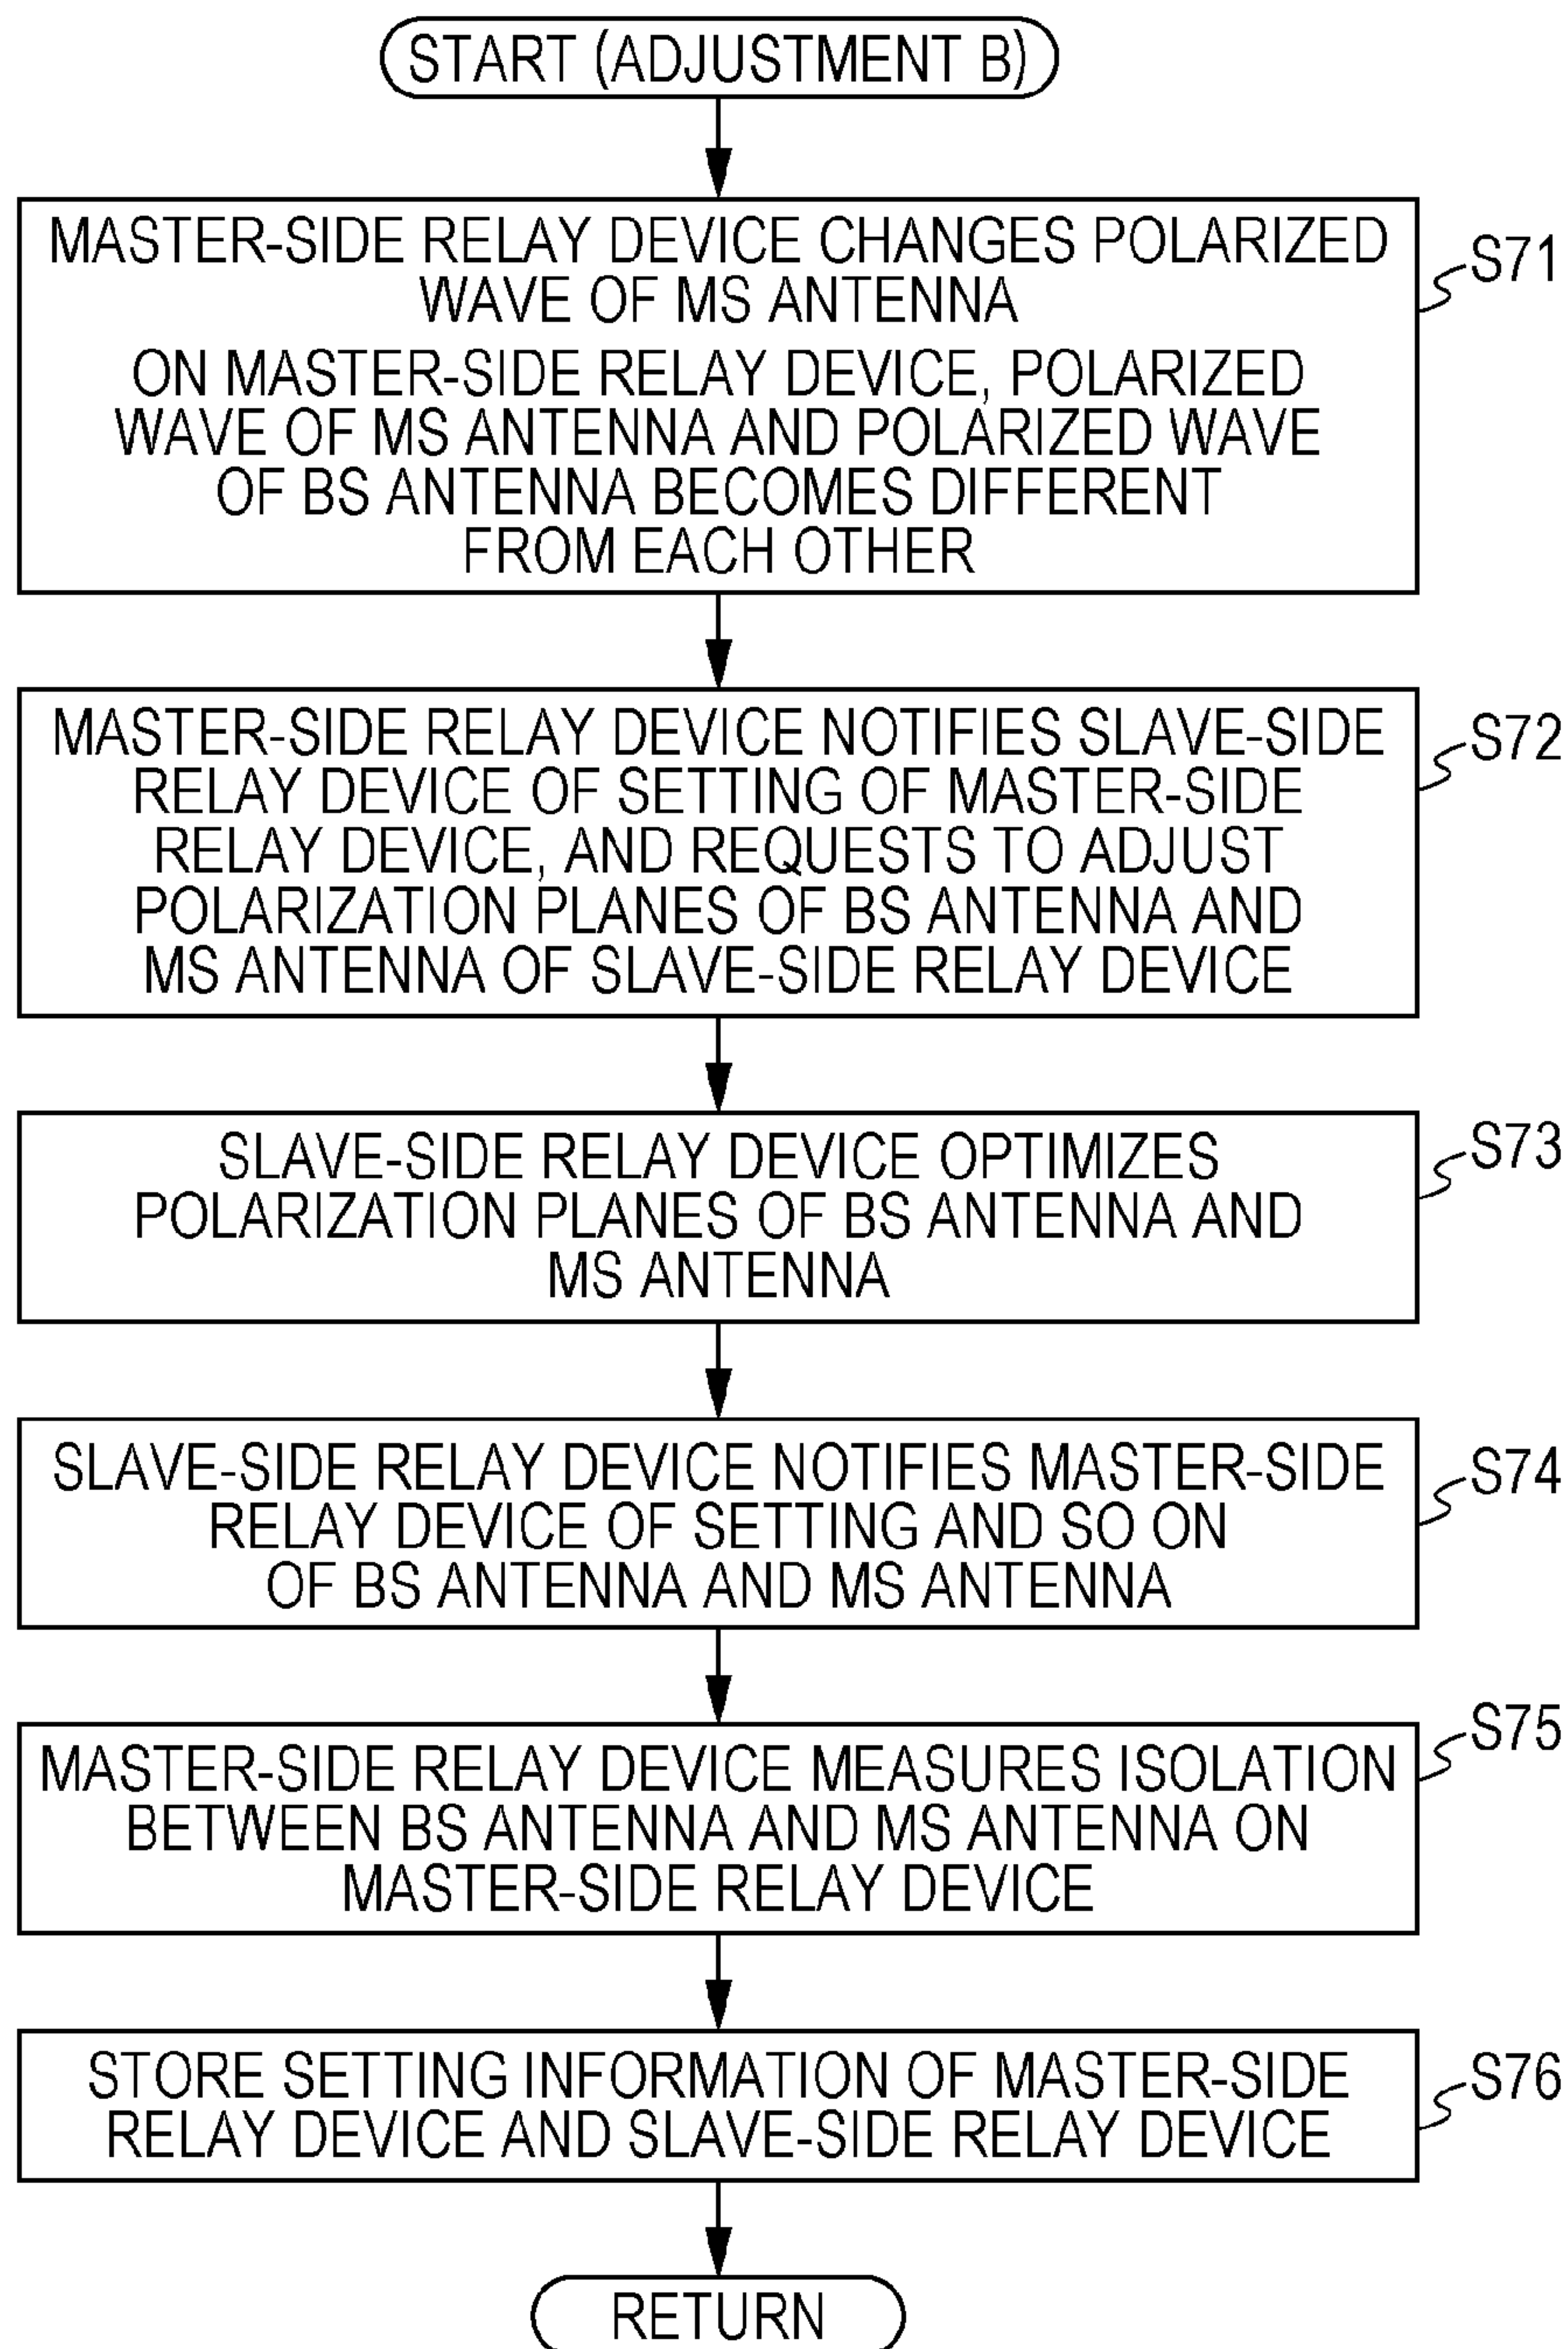 START (ADJUSTMENT B)
MASTER-SIDE RELAY DEVICE CHANGES POLARIZED
WAVE OF MS ANTENNA
ON MASTER-SIDE RELAY DEVICE, POLARIZED
WAVE OF MS ANTENNA AND POLARIZED WAVE
OF BS ANTENNA BECOMES DIFFERENT
FROM EACH OTHER
S71
MASTER-SIDE RELAY DEVICE NOTIFIES SLAVE-SIDE
RELAY DEVICE OF SETTING OF MASTER-SIDE
RELAY DEVICE, AND REQUESTS TO ADJUST
POLARIZATION PLANES OF BS ANTENNA AND
MS ANTENNA OF SLAVE-SIDE RELAY DEVICE
S72
SLAVE-SIDE RELAY DEVICE OPTIMIZES
POLARIZATION PLANES OF BS ANTENNA AND
MS ANTENNA
S73
SLAVE-SIDE RELAY DEVICE NOTIFIES MASTER-SIDE
RELAY DEVICE OF SETTING AND SO ON
OF BS ANTENNA AND MS ANTENNA
S74
MASTER-SIDE RELAY DEVICE MEASURES ISOLATION
BETWEEN BS ANTENNA AND MS ANTENNA ON
MASTER-SIDE RELAY DEVICE
S75
STORE SETTING INFORMATION OF MASTER-SIDE
RELAY DEVICE AND SLAVE-SIDE RELAY DEVICE
S76
RETURN